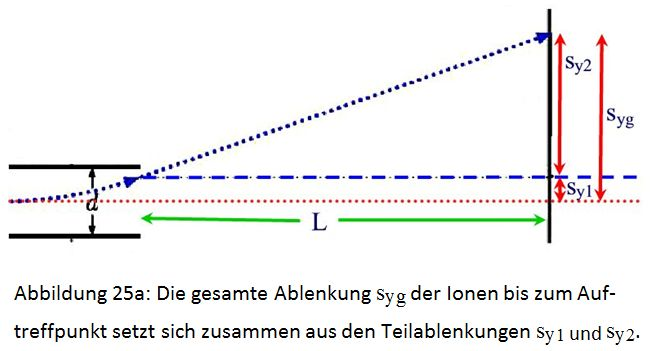 Sy2
Syg
Sy1
d
L
Abbildung 25a: Die gesamte Ablenkung Syg der Ionen bis zum Auf-
treffpunkt setzt sich zusammen aus den Teilablenkungen Sy1 und Sy2.